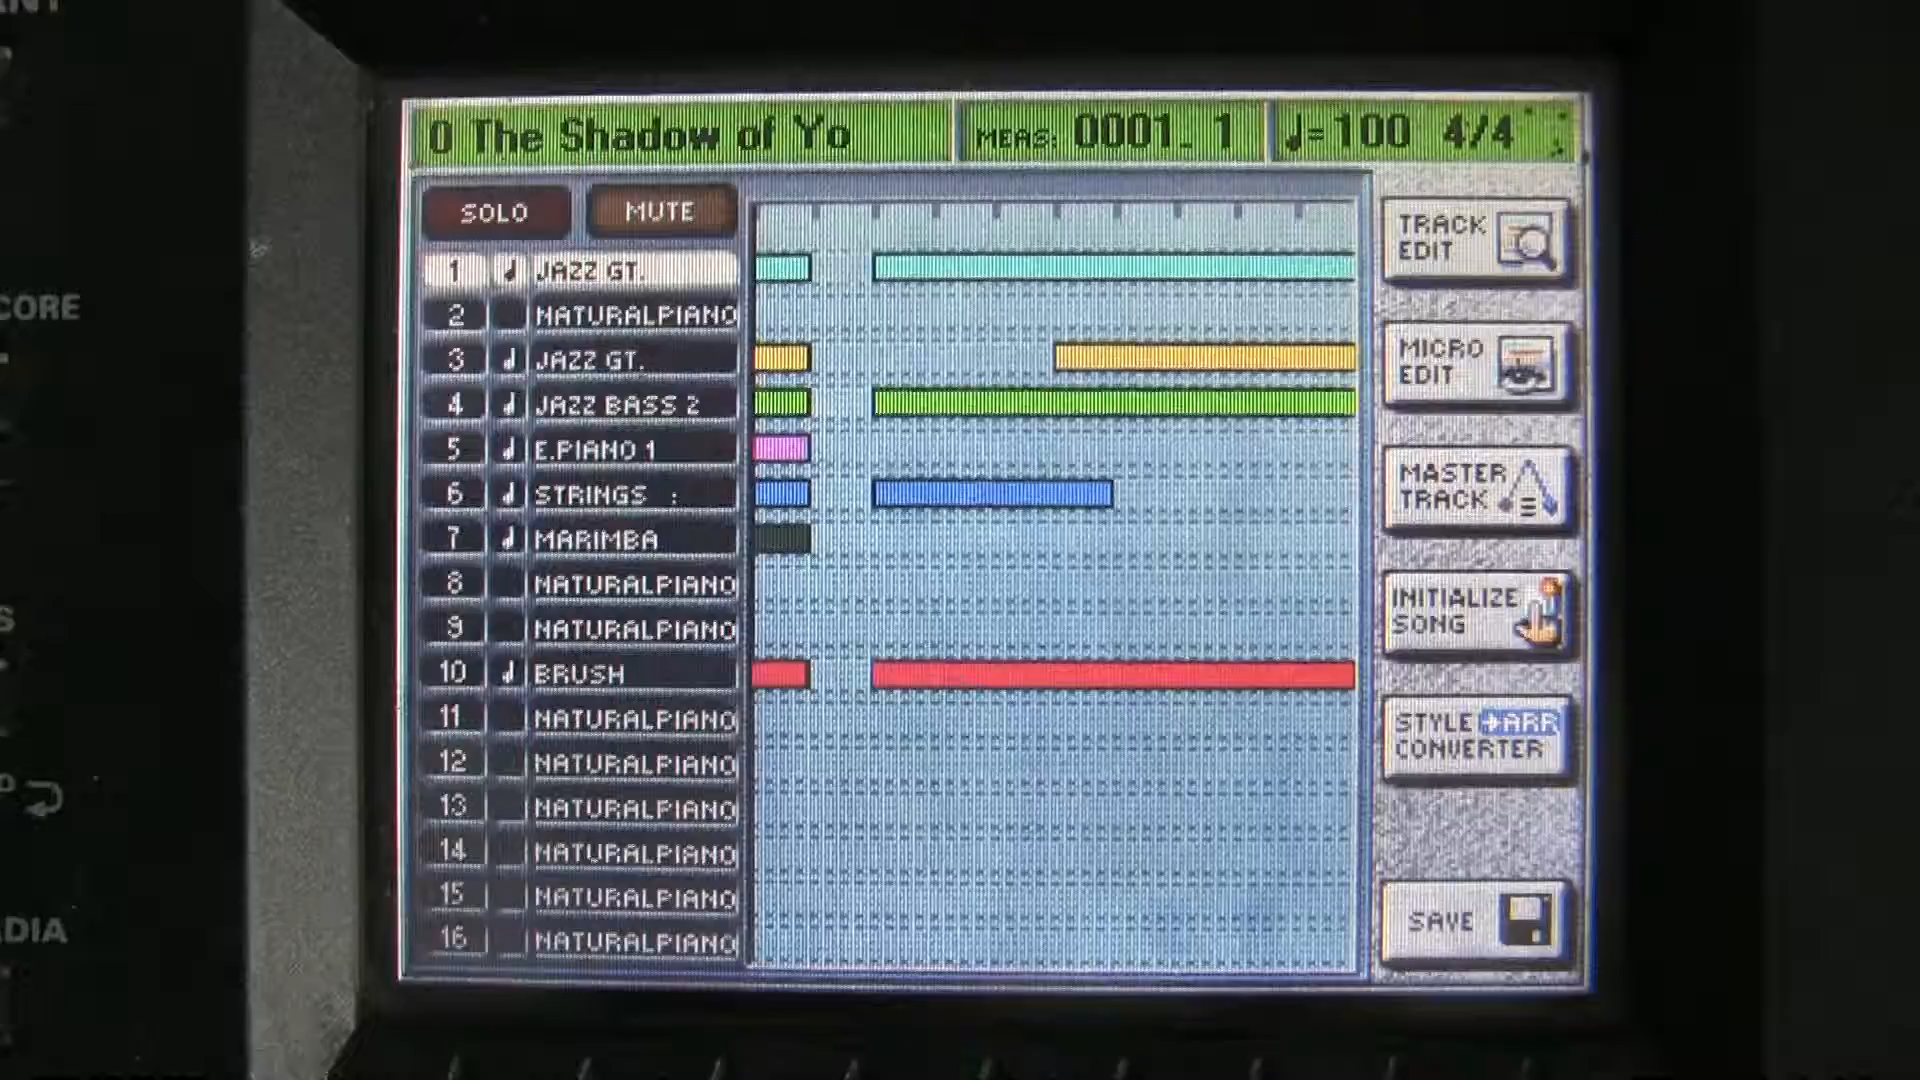 0 The Shadow of Yo
MEAS: 0001. 1
♩=100 4/4
SOLO
MUTE
1 JAZZ GT.
2 NATURALPIANO
3 JAZZ GT.
4 JAZZ BASS 2
5 E.PIANO 1
6 STRINGS :
7 MARIMBA
8 NATURALPIANO
9 NATURALPIANO
10 BRUSH
11 NATURALPIANO
12 NATURALPIANO
13 NATURALPIANO
14 NATURALPIANO
15 NATURALPIANO
16 NATURALPIANO
TRACK
EDIT
MICRO
EDIT
MASTER
TRACK
INITIALIZE
SONG
STYLE→ARR
CONVERTER
SAVE
CORE
DIA